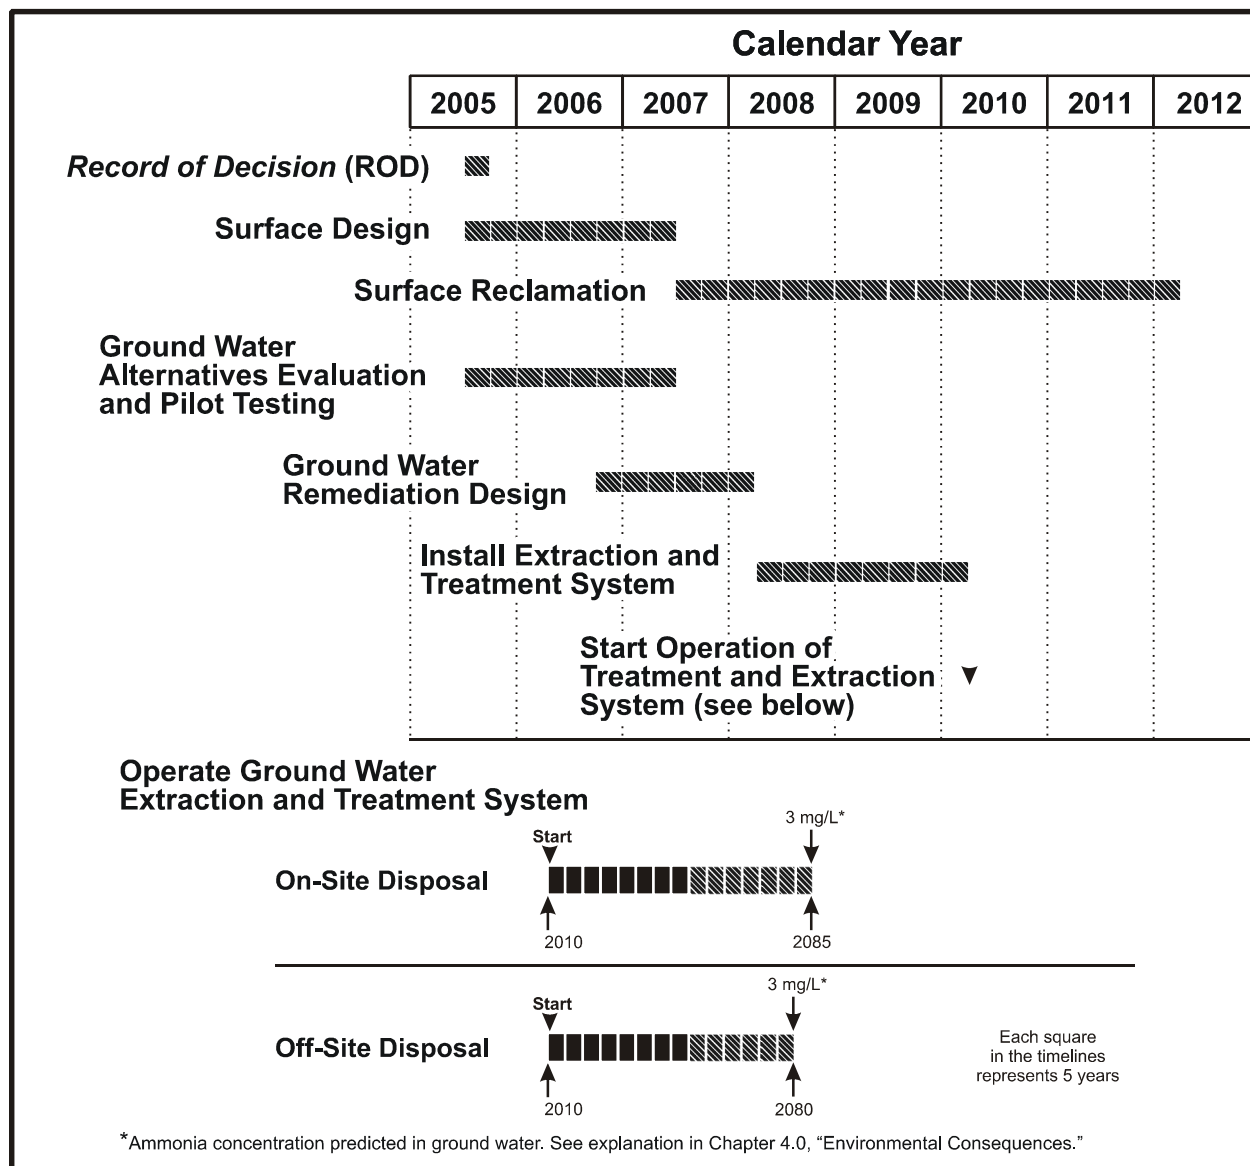 Calendar Year
2005 2006 2007 2008 2009 2010 2011 2012
Record of Decision (ROD)
Surface Design
Surface Reclamation
Ground Water
Alternatives Evaluation
and Pilot Testing
Ground Water
Remediation Design
Install Extraction and
Treatment System
Start Operation of
Treatment and Extraction
System (see below)
Operate Ground Water
Extraction and Treatment System
3 mg/L*
Start
On-Site Disposal
2010 2085
3 mg/L*
Start
Off-Site Disposal
Each square
in the timelines
represents 5 years
2010 2080
*Ammonia concentration predicted in ground water. See explanation in Chapter 4.0, “Environmental Consequences.”